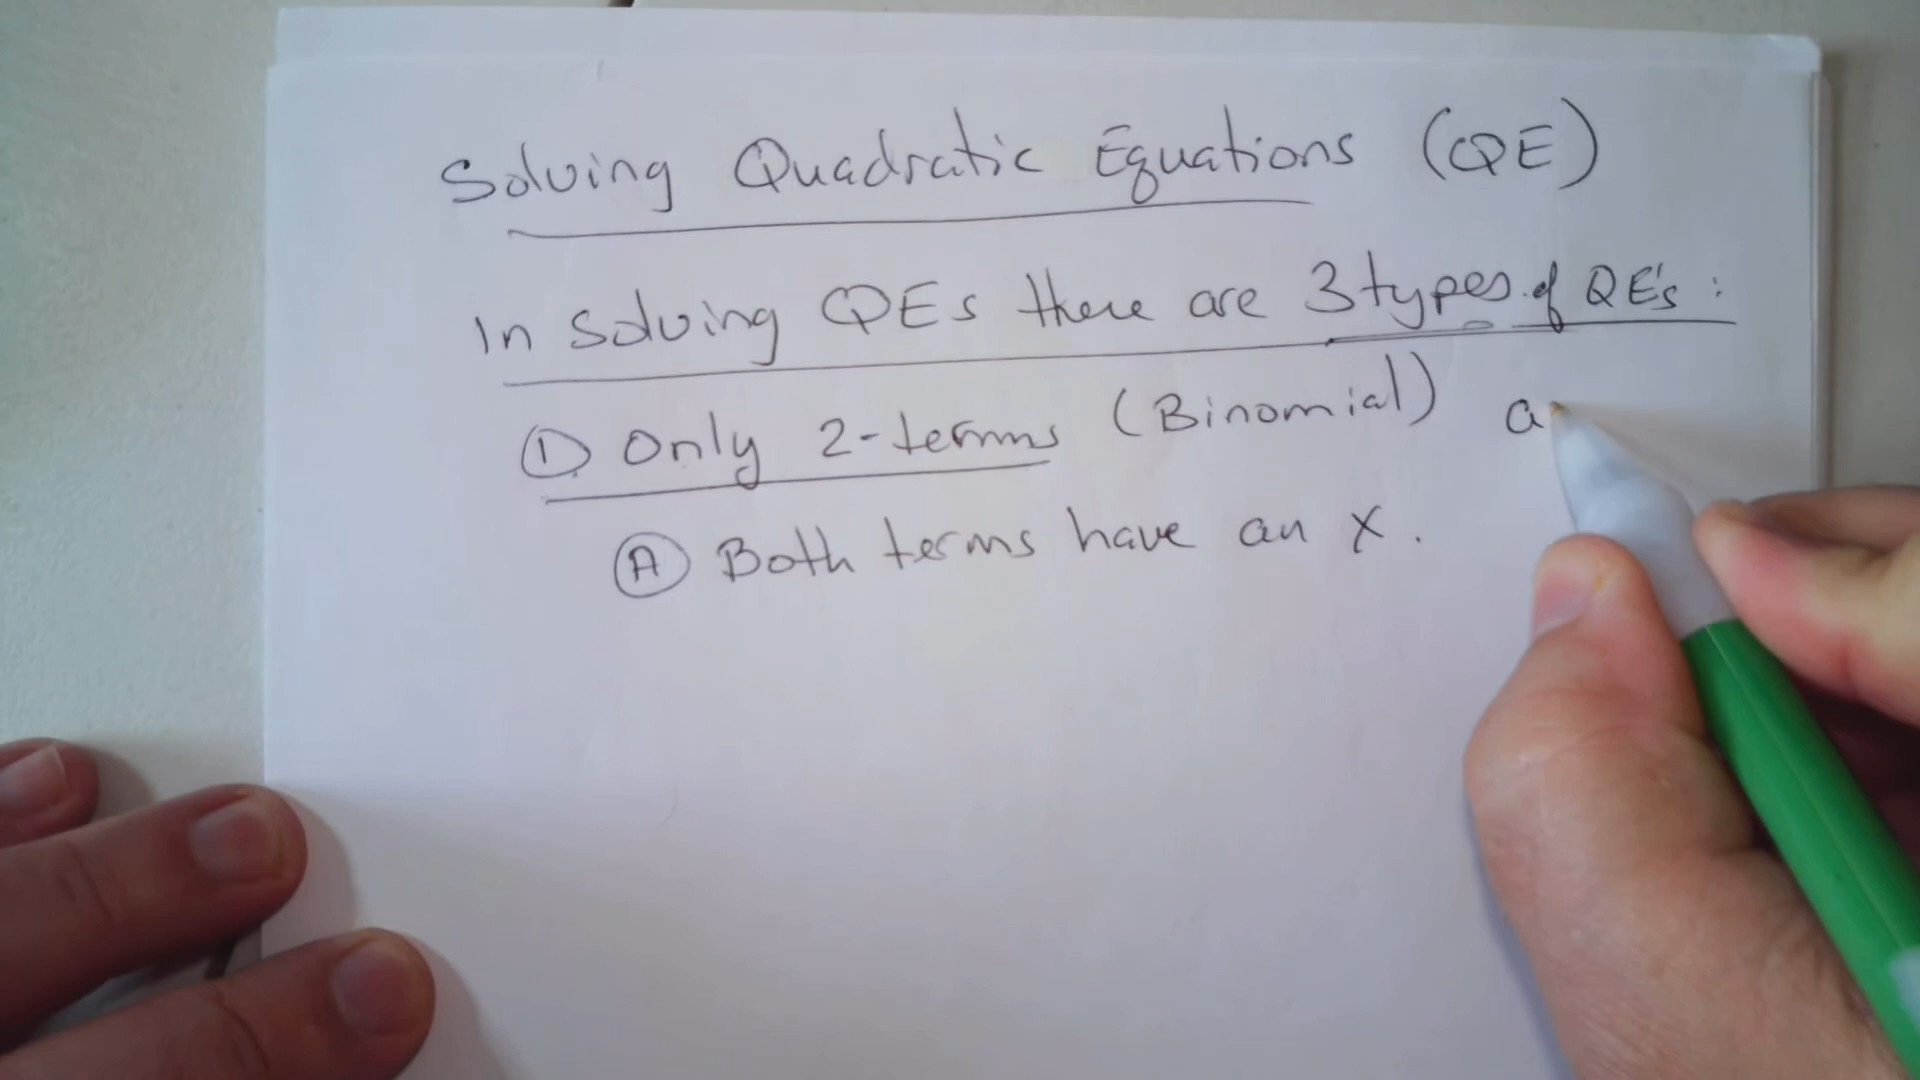 Solving Quadratic Equations (QE)
In Solving QEs there are 3 types of QE's :
① Only 2-terms (Binomial) a
Ⓐ Both terms have an x.